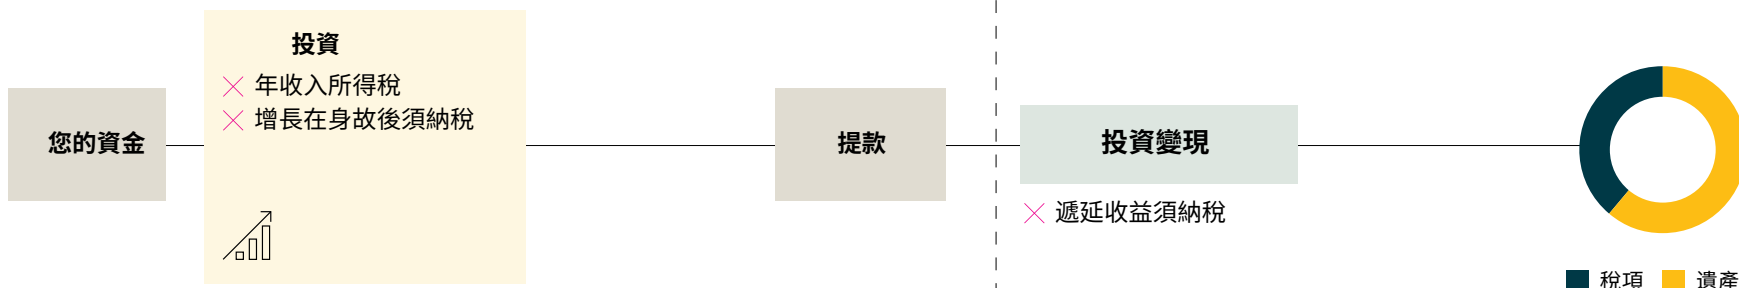 您的資金
投資
年收入所得稅
增長在身故後須納稅
提款
投資變現
遞延收益須納稅
稅項
遺產